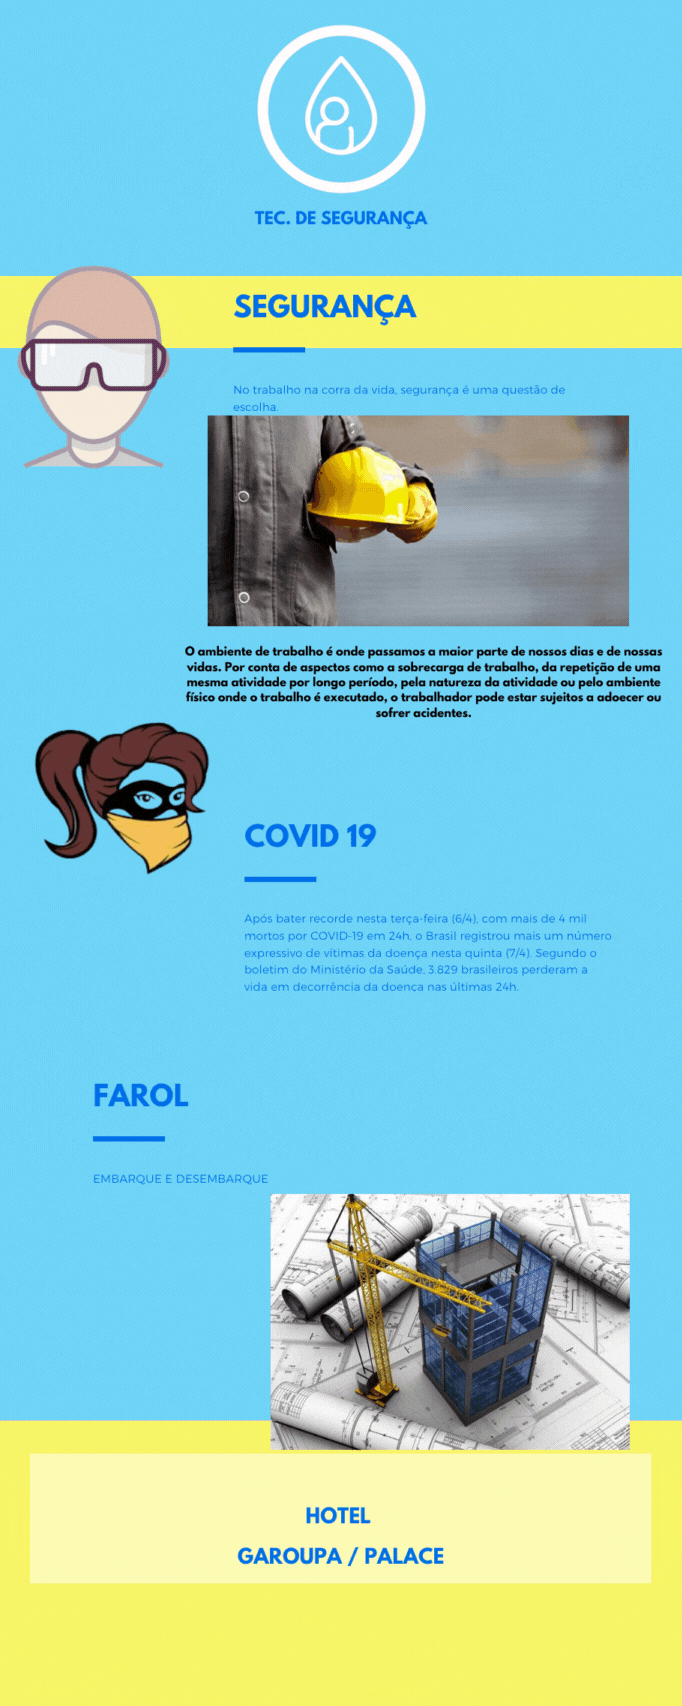 TEC. DE SEGURANÇA
SEGURANÇA
No trabalho na corra da vida, segurança é uma questão de
escolha.
O ambiente de trabalho é onde passamos a maior parte de nossos dias e de nossas
vidas. Por conta de aspectos como a sobrecarga de trabalho, da repetição de uma
mesma atividade por longo período, pela natureza da atividade ou pelo ambiente
físico onde o trabalho é executado, o trabalhador pode estar sujeitos a adoecer ou
sofrer acidentes.
COVID 19
Após bater recorde nesta terça-feira (6/4), com mais de 4 mil
mortos por COVID-19 em 24h, o Brasil registrou mais um número
expressivo de vítimas da doença nesta quinta (7/4). Segundo o
boletim do Ministério da Saúde, 3.829 brasileiros perderam a
vida em decorrência da doença nas últimas 24h.
FAROL
EMBARQUE E DESEMBARQUE
HOTEL
GAROUPA / PALACE